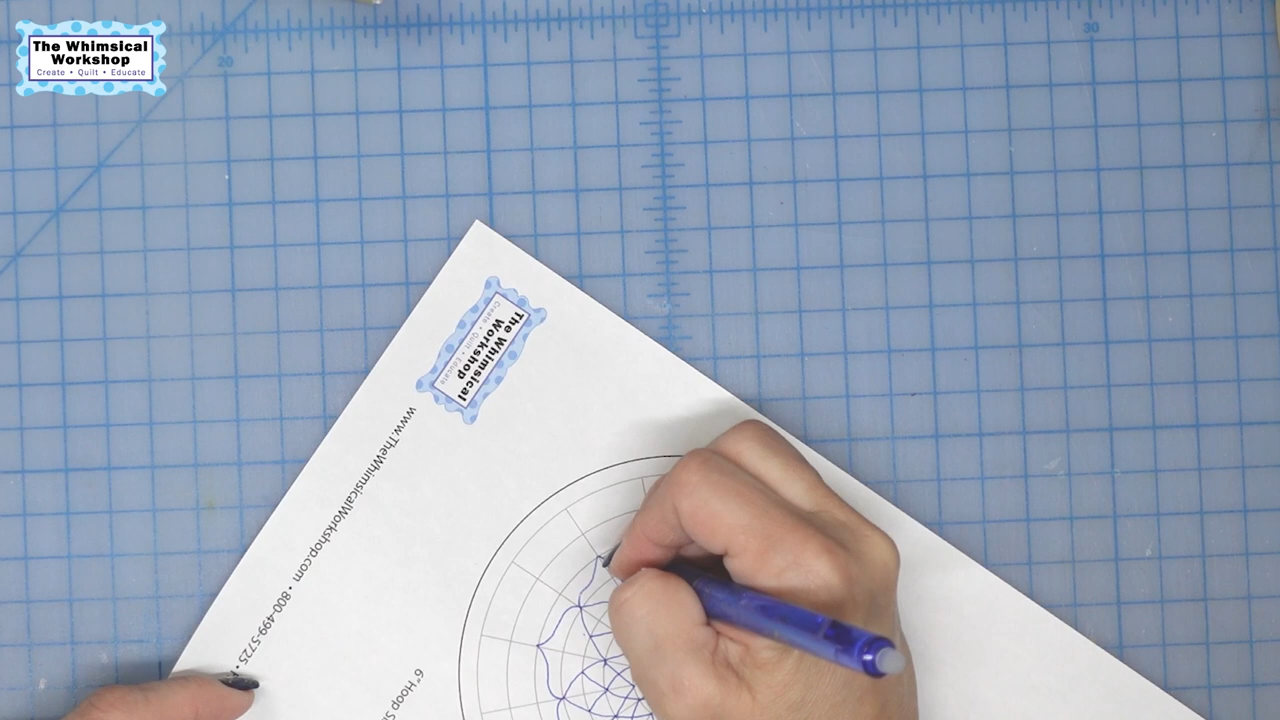 The Whimsical
Workshop
Create • Quilt • Educate
20
30
The Whimsical
Workshop
Create • Quilt • Educate
www.TheWhimsicalWorkshop.com • 800-499-5725 •
6" Hoop